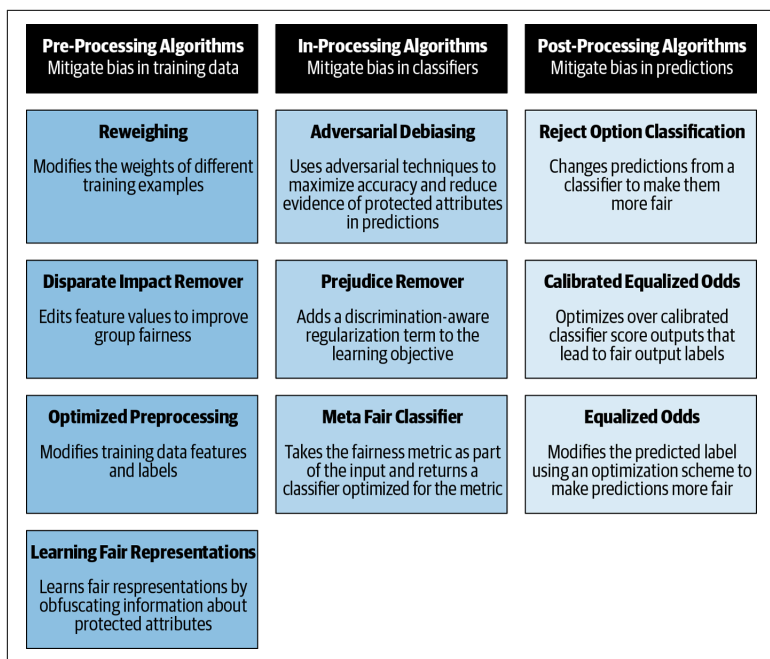 Pre-Processing Algorithms
Mitigate bias in training data
Reweighing
Modifies the weights of different
training examples
Disparate Impact Remover
Edits feature values to improve
group fairness
Optimized Preprocessing
Modifies training data features
and labels
Learning Fair Representations
Learns fair respresentations by
obfuscating information about
protected attributes
In-Processing Algorithms
Mitigate bias in classifiers
Adversarial Debiasing
Uses adversarial techniques to
maximize accuracy and reduce
evidence of protected attributes
in predictions
Prejudice Remover
Adds a discrimination-aware
regularization term to the
learning objective
Meta Fair Classifier
Takes the fairness metric as part
of the input and returns a
classifier optimized for the metric
Post-Processing Algorithms
Mitigate bias in predictions
Reject Option Classification
Changes predictions from a
classifier to make them
more fair
Calibrated Equalized Odds
Optimizes over calibrated
classifier score outputs that
lead to fair output labels
Equalized Odds
Modifies the predicted label
using an optimization scheme to
make predictions more fair